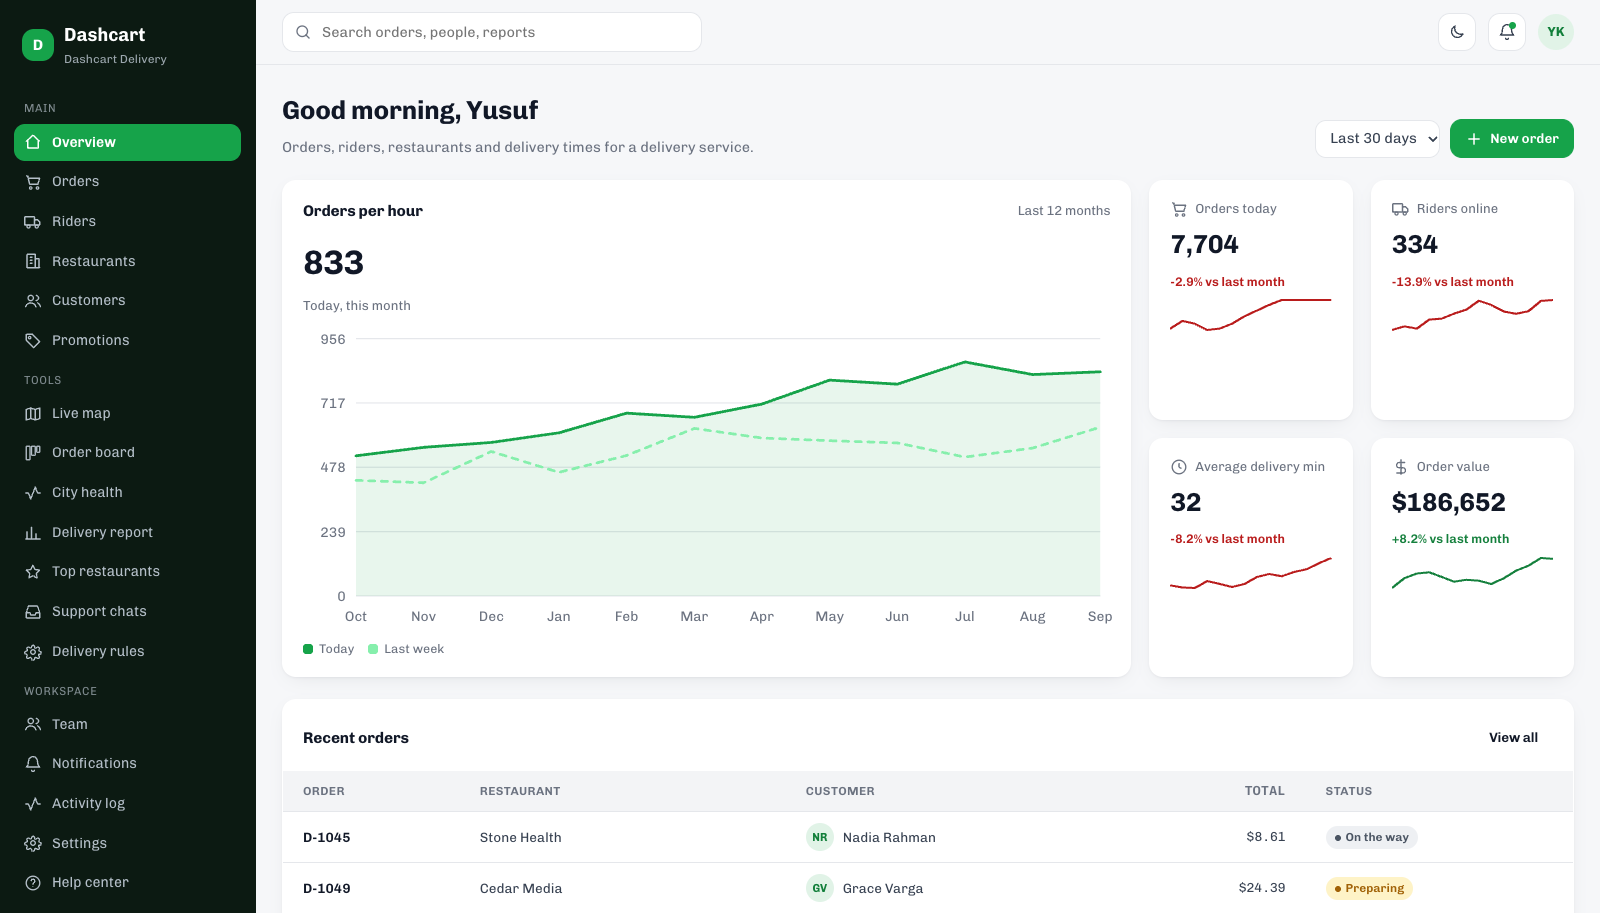 D
Dashcart
Dashcart Delivery
MAIN
Overview
Orders
Riders
Restaurants
Customers
Promotions
TOOLS
Live map
Order board
City health
Delivery report
Top restaurants
Support chats
Delivery rules
WORKSPACE
Team
Notifications
Activity log
Settings
Help center
Search orders, people, reports
YK
Good morning, Yusuf
Orders, riders, restaurants and delivery times for a delivery service.
Last 30 days
New order
Orders per hour
Last 12 months
833
Today, this month
956
717
478
239
0
Oct Nov Dec Jan Feb Mar Apr May Jun Jul Aug Sep
Today Last week
Orders today
7,704
-2.9% vs last month
Riders online
334
-13.9% vs last month
Average delivery min
32
-8.2% vs last month
Order value
$186,652
+8.2% vs last month
Recent orders
View all
ORDER RESTAURANT CUSTOMER TOTAL STATUS
D-1045 Stone Health NR Nadia Rahman $8.61 On the way
D-1049 Cedar Media GV Grace Varga $24.39 Preparing